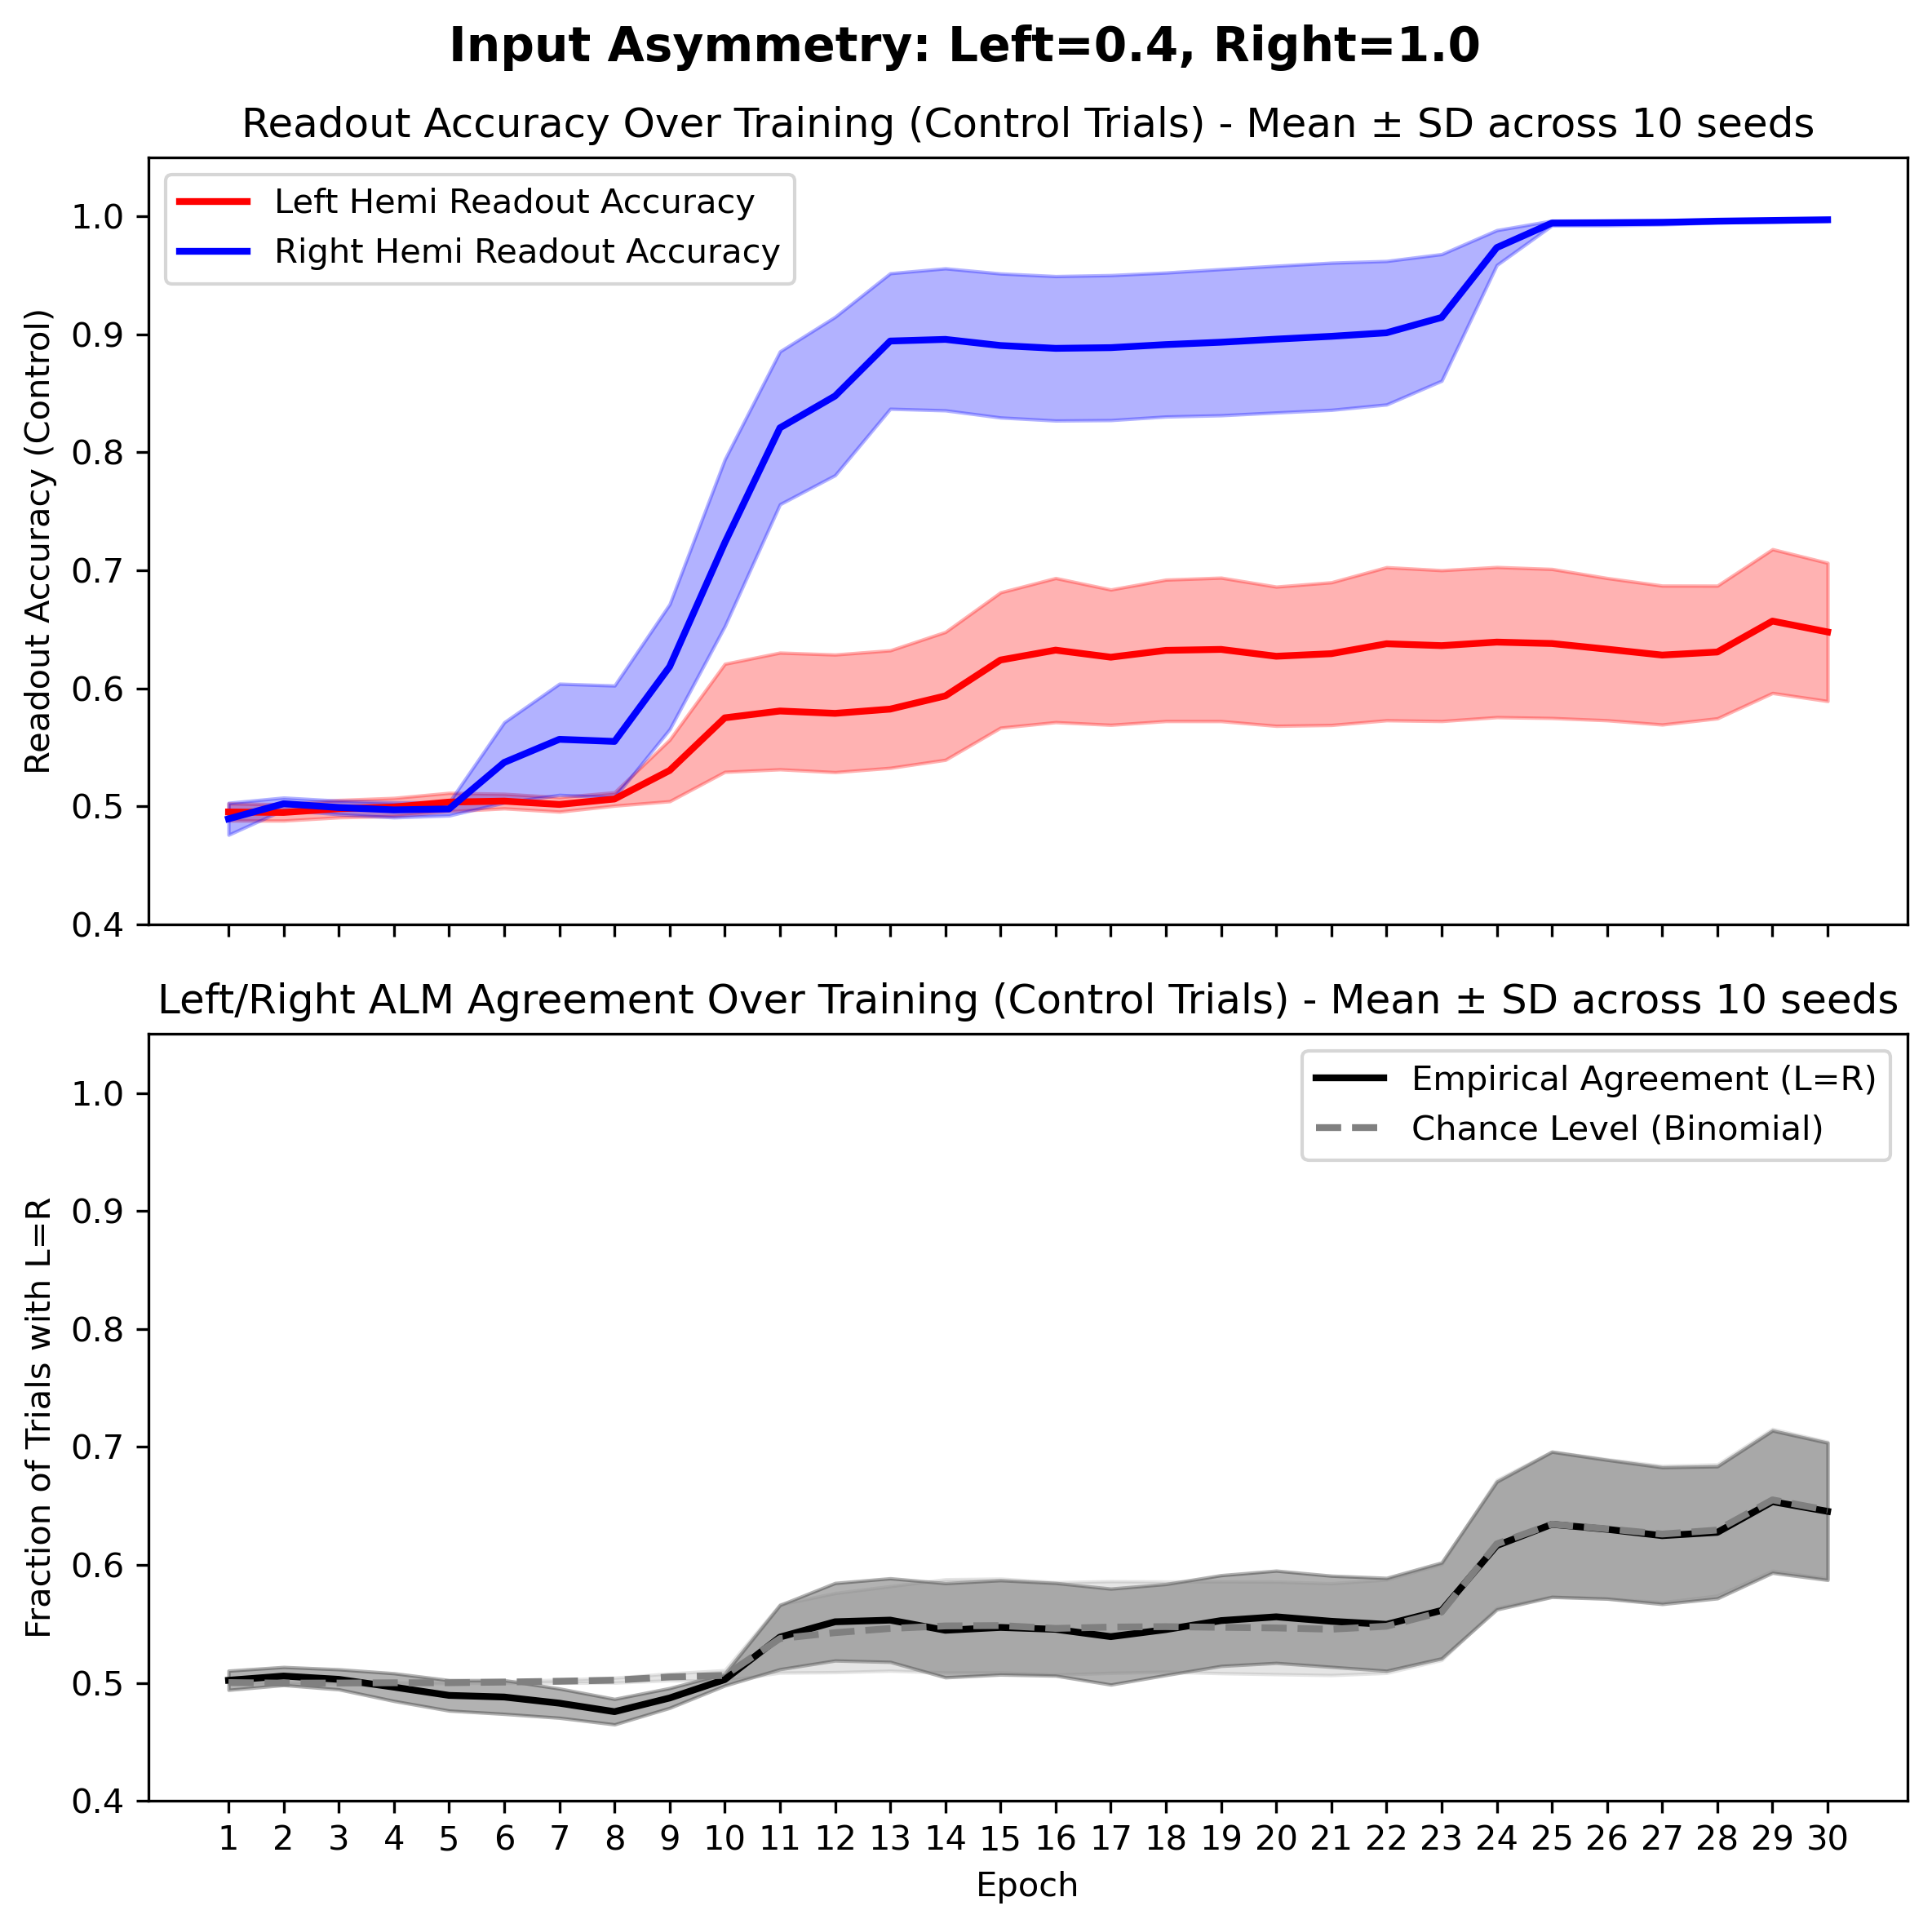 Input Asymmetry: Left=0.4, Right=1.0
Readout Accuracy Over Training (Control Trials) - Mean ± SD across 10 seeds
Left Hemi Readout Accuracy
Right Hemi Readout Accuracy
Readout Accuracy (Control)
1.0
0.9
0.8
0.7
0.6
0.5
0.4
Left/Right ALM Agreement Over Training (Control Trials) - Mean ± SD across 10 seeds
Empirical Agreement (L=R)
Chance Level (Binomial)
Fraction of Trials with L=R
1.0
0.9
0.8
0.7
0.6
0.5
0.4
1 2 3 4 5 6 7 8 9 10 11 12 13 14 15 16 17 18 19 20 21 22 23 24 25 26 27 28 29 30
Epoch